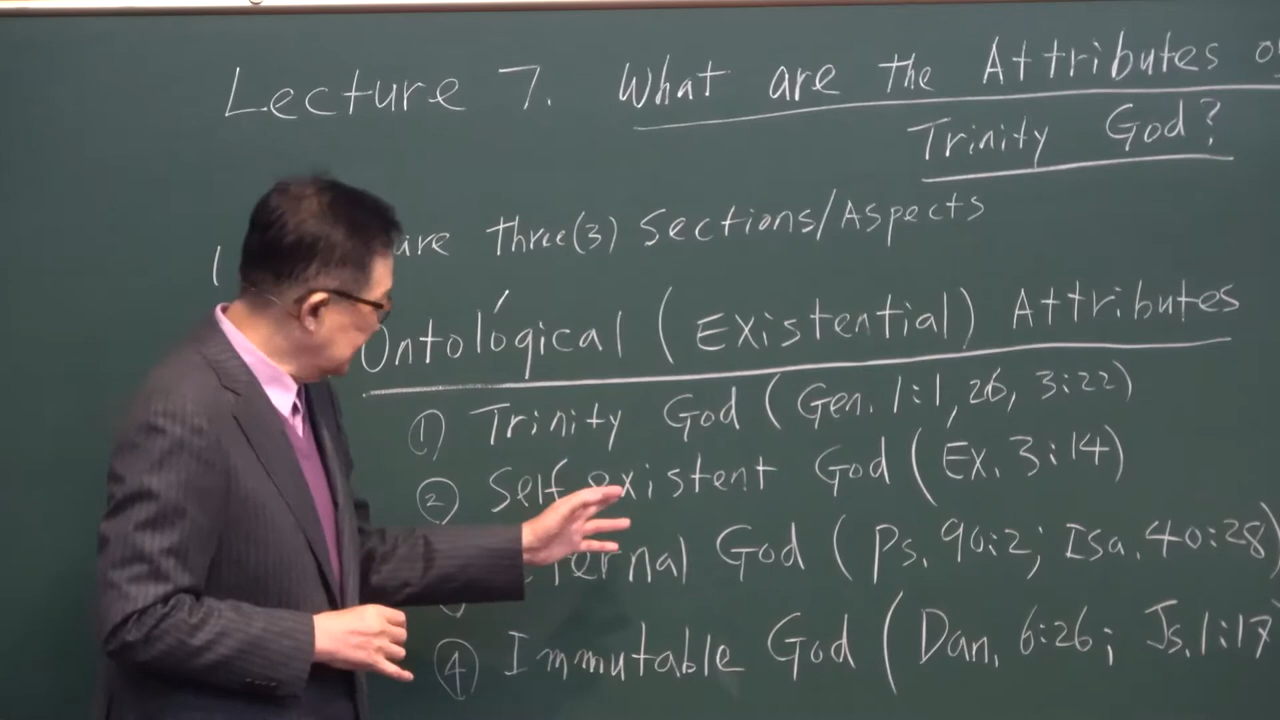 Lecture 7. What are the Attributes
Trinity God?
are three(3) Sections/Aspects
Ontológical (Existential) Attributes
① Trinity God (Gen. 1:1, 26, 3:22)
② Self existent God (Ex. 3:14)
God (Ps. 90:2; Isa. 40:28)
④ Immutable God (Dan. 6:26; Js. 1:17